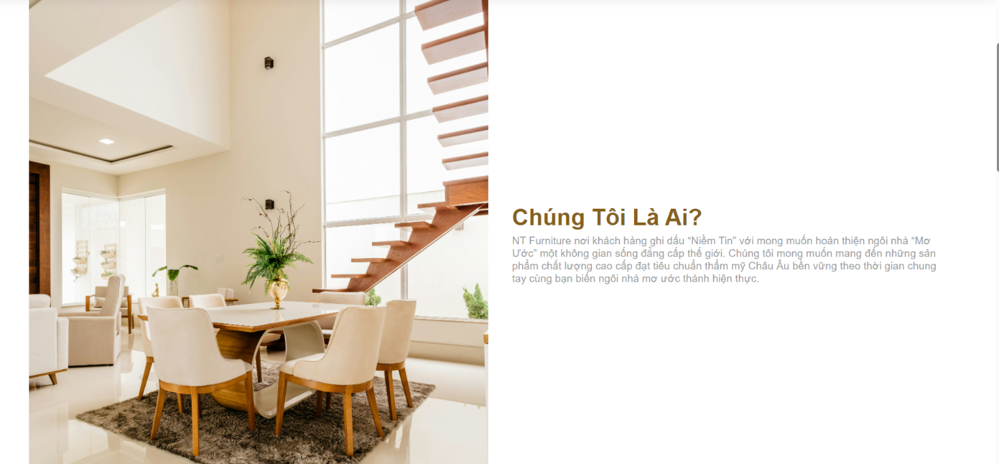 Chúng Tôi Là Ai?
NT Furniture nơi khách hàng ghi dấu “Niềm Tin” với mong muốn hoàn thiện ngôi nhà “Mơ
Ước” một không gian sống đẳng cấp thế giới. Chúng tôi mong muốn mang đến những sản
phẩm chất lượng cao cấp đạt tiêu chuẩn thẩm mỹ Châu Âu bền vững theo thời gian chung
tay cùng bạn biến ngôi nhà mơ ước thành hiện thực.